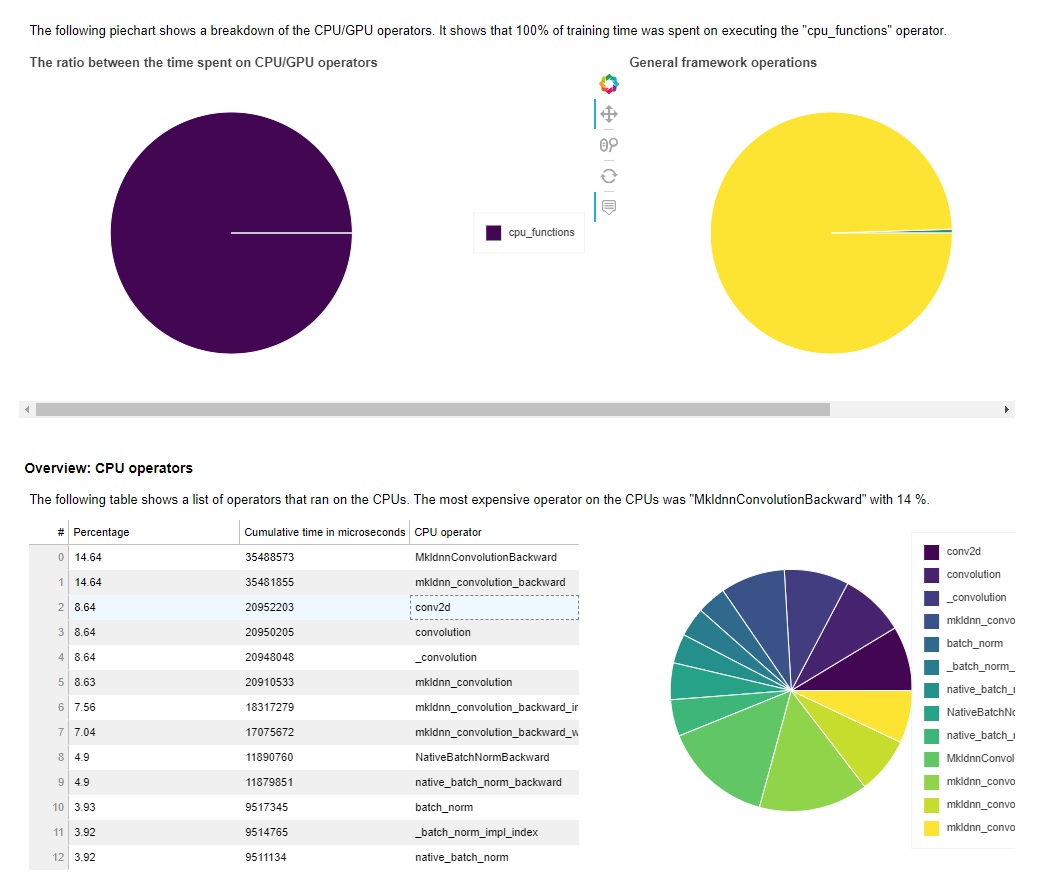 The following piechart shows a breakdown of the CPU/GPU operators. It shows that 100% of training time was spent on executing the "cpu_functions" operator.
The ratio between the time spent on CPU/GPU operators
General framework operations
cpu_functions
Overview: CPU operators
The following table shows a list of operators that ran on the CPUs. The most expensive operator on the CPUs was "MkldnnConvolutionBackward" with 14 %.
# Percentage Cumulative time in microseconds CPU operator
0 14.64 35488573 MkldnnConvolutionBackward
1 14.64 35481855 mkldnn_convolution_backward
2 8.64 20952203 conv2d
3 8.64 20950205 convolution
4 8.64 20948048 _convolution
5 8.63 20910533 mkldnn_convolution
6 7.56 18317279 mkldnn_convolution_backward_ir
7 7.04 17075672 mkldnn_convolution_backward_w
8 4.9 11890760 NativeBatchNormBackward
9 4.9 11879851 native_batch_norm_backward
10 3.93 9517345 batch_norm
11 3.92 9514765 _batch_norm_impl_index
12 3.92 9511134 native_batch_norm
conv2d
convolution
_convolution
mkldnn_convo
batch_norm
_batch_norm_
native_batch_
NativeBatchNo
native_batch_
MkldnnConvol
mkldnn_convo
mkldnn_convo
mkldnn_convo